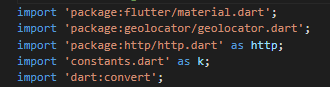 import 'package:flutter/material.dart';
import 'package:geolocator/geolocator.dart';
import 'package:http/http.dart' as http;
import 'constants.dart' as k;
import 'dart:convert';